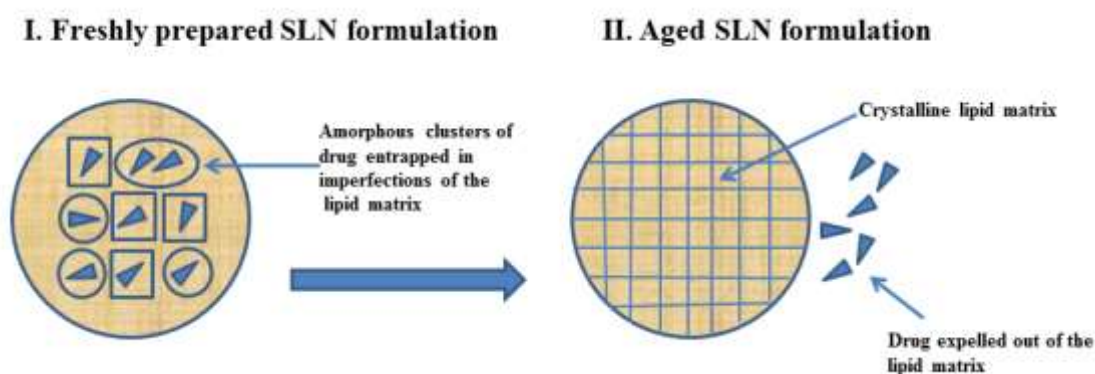 I. Freshly prepared SLN formulation
II. Aged SLN formulation
Amorphous clusters of
drug entrapped in
imperfections of the
lipid matrix
Crystalline lipid matrix
Drug expelled out of the
lipid matrix